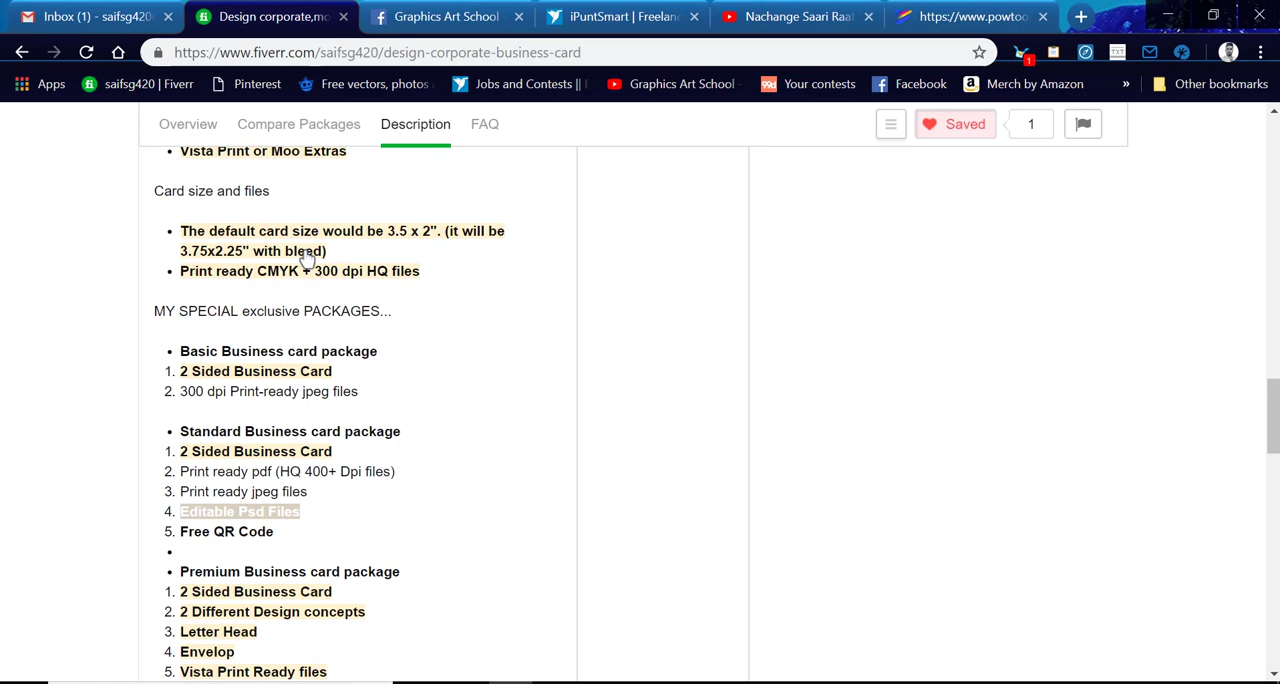 Inbox (1) - saifsg420
Design corporate,mo
Graphics Art School
iPuntSmart | Freelanc
Nachange Saari Raat
https://www.powtoo
https://www.fiverr.com/saifsg420/design-corporate-business-card
1
Apps
saifsg420 | Fiverr
Pinterest
Free vectors, photos
Jobs and Contests ||
Graphics Art School -
Your contests
Facebook
Merch by Amazon
»
Other bookmarks
Overview
Compare Packages
Description
FAQ
Saved
1
• Vista Print or Moo Extras
Card size and files
• The default card size would be 3.5 x 2". (it will be
3.75x2.25" with bleed)
• Print ready CMYK + 300 dpi HQ files
MY SPECIAL exclusive PACKAGES...
• Basic Business card package
1. 2 Sided Business Card
2. 300 dpi Print-ready jpeg files
• Standard Business card package
1. 2 Sided Business Card
2. Print ready pdf (HQ 400+ Dpi files)
3. Print ready jpeg files
4. Editable Psd Files
5. Free QR Code
•
• Premium Business card package
1. 2 Sided Business Card
2. 2 Different Design concepts
3. Letter Head
4. Envelop
5. Vista Print Ready files